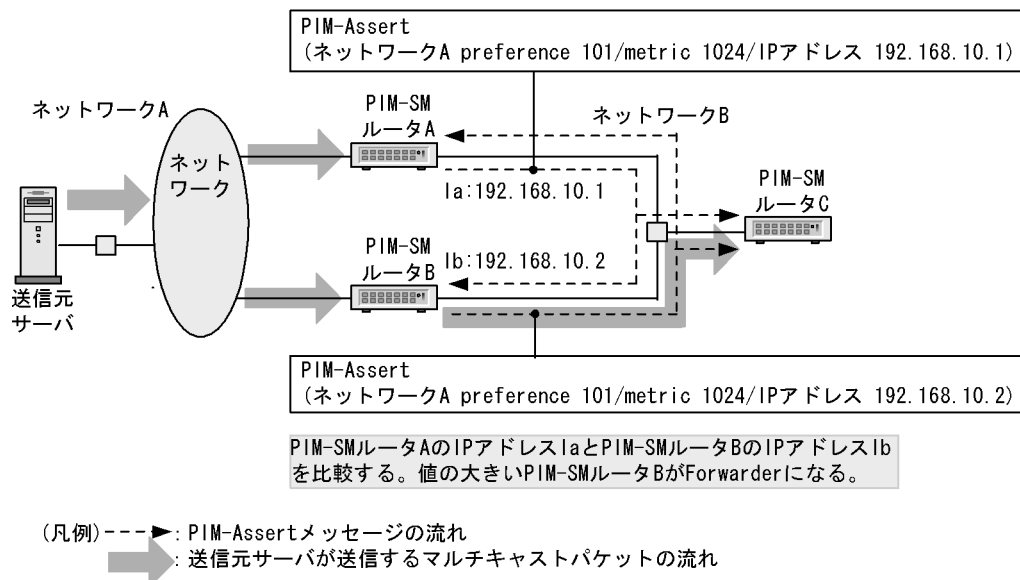 PIM-Assert
(ネットワークA preference 101/metric 1024/IPアドレス 192.168.10.1)
ネットワークA
PIM-SM
ルータA
ネットワークB
ネット
ワーク
Ia:192.168.10.1
PIM-SM
ルータC
PIM-SM
ルータB
Ib:192.168.10.2
送信元
サーバ
PIM-Assert
(ネットワークA preference 101/metric 1024/IPアドレス 192.168.10.2)
PIM-SMルータAのIPアドレスIaとPIM-SMルータBのIPアドレスIb
を比較する。値の大きいPIM-SMルータBがForwarderになる。
(凡例)
: PIM-Assertメッセージの流れ
: 送信元サーバが送信するマルチキャストパケットの流れ